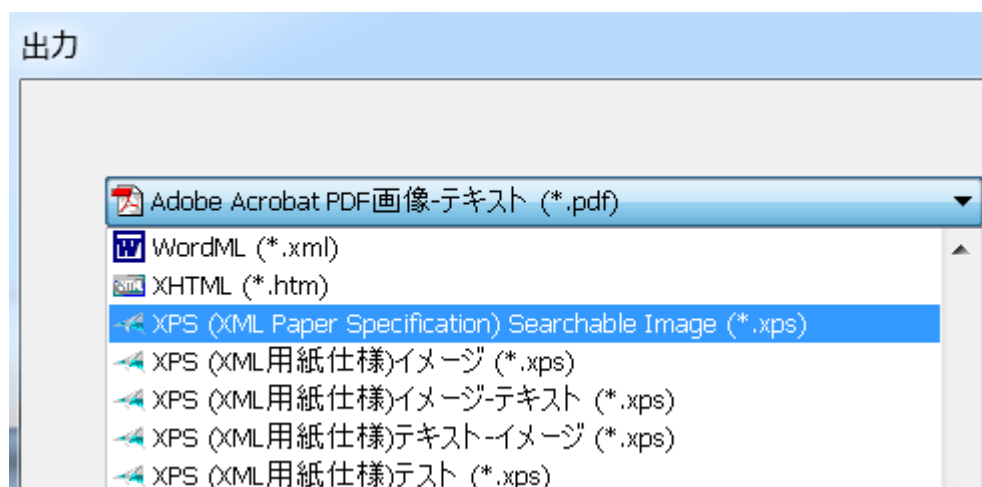 出力
Adobe Acrobat PDF画像-テキスト (*.pdf)
WordML (*.xml)
XHTML (*.htm)
XPS (XML Paper Specification) Searchable Image (*.xps)
XPS (XML用紙仕様)イメージ (*.xps)
XPS (XML用紙仕様)イメージ-テキスト (*.xps)
XPS (XML用紙仕様)テキスト-イメージ (*.xps)
XPS (XML用紙仕様)テスト (*.xps)